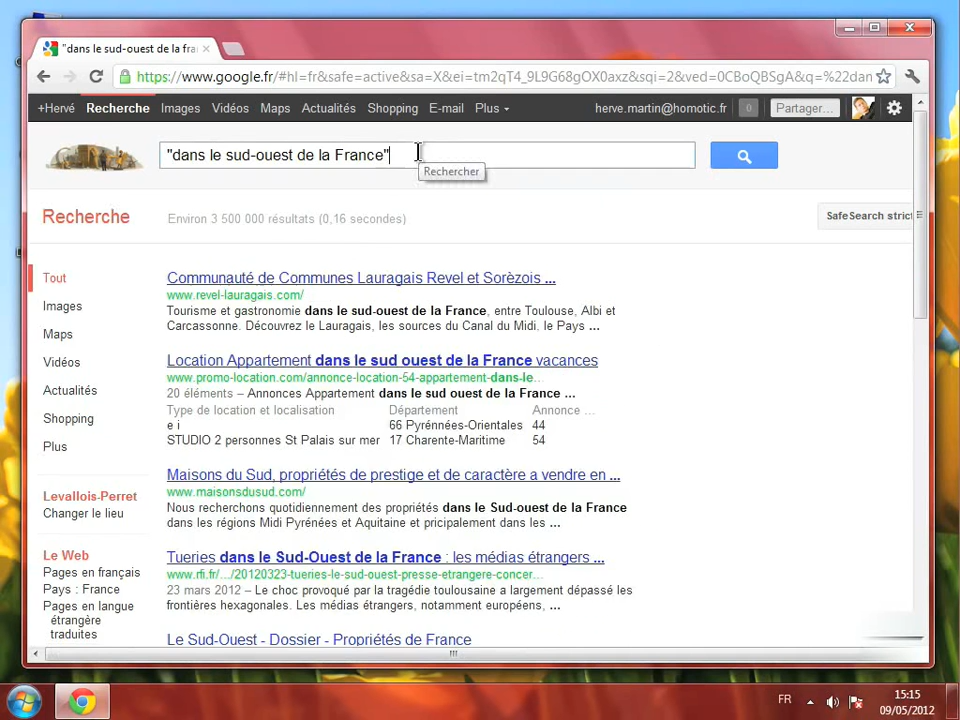 "dans le sud-ouest de la fra
https://www.google.fr/#hl=fr&safe=active&sa=X&ei=tm2qT4_9L9G68gOX0axz&sqi=2&ved=0CBoQBSgA&q=%22dan
+Hervé Recherche Images Vidéos Maps Actualités Shopping E-mail Plus herve.martin@homotic.fr 0 Partager...
"dans le sud-ouest de la France"
Rechercher
Recherche Environ 3 500 000 résultats (0,16 secondes) SafeSearch strict
Tout
Images
Maps
Vidéos
Actualités
Shopping
Plus
Levallois-Perret
Changer le lieu
Le Web
Pages en français
Pays : France
Pages en langue
étrangère
traduites
Communauté de Communes Lauragais Revel et Sorèzois ...
www.revel-lauragais.com/
Tourisme et gastronomie dans le sud-ouest de la France, entre Toulouse, Albi et
Carcassonne. Découvrez le Lauragais, les sources du Canal du Midi. le Pays ...
Location Appartement dans le sud ouest de la France vacances
www.promo-location.com/annonce-location-54-appartement-dans-le...
20 éléments – Annonces Appartement dans le sud ouest de la France ...
Type de location et localisation Département Annonce ...
e i 66 Pyrénnées-Orientales 44
STUDIO 2 personnes St Palais sur mer 17 Charente-Maritime 54
Maisons du Sud, propriétés de prestige et de caractère a vendre en ...
www.maisonsdusud.com/
Nous recherchons quotidiennement des propriétés dans le Sud-ouest de la France
dans les régions Midi Pyrénées et Aquitaine et pricipalement dans les ...
Tueries dans le Sud-Ouest de la France : les médias étrangers ...
www.rfi.fr/.../20120323-tueries-le-sud-ouest-presse-etrangere-concer...
23 mars 2012 – Le choc provoqué par la tragédie toulousaine a largement dépassé les
frontières hexagonales. Les médias étrangers, notamment européens, ...
Le Sud-Ouest - Dossier - Propriétés de France
FR 15:15
09/05/2012